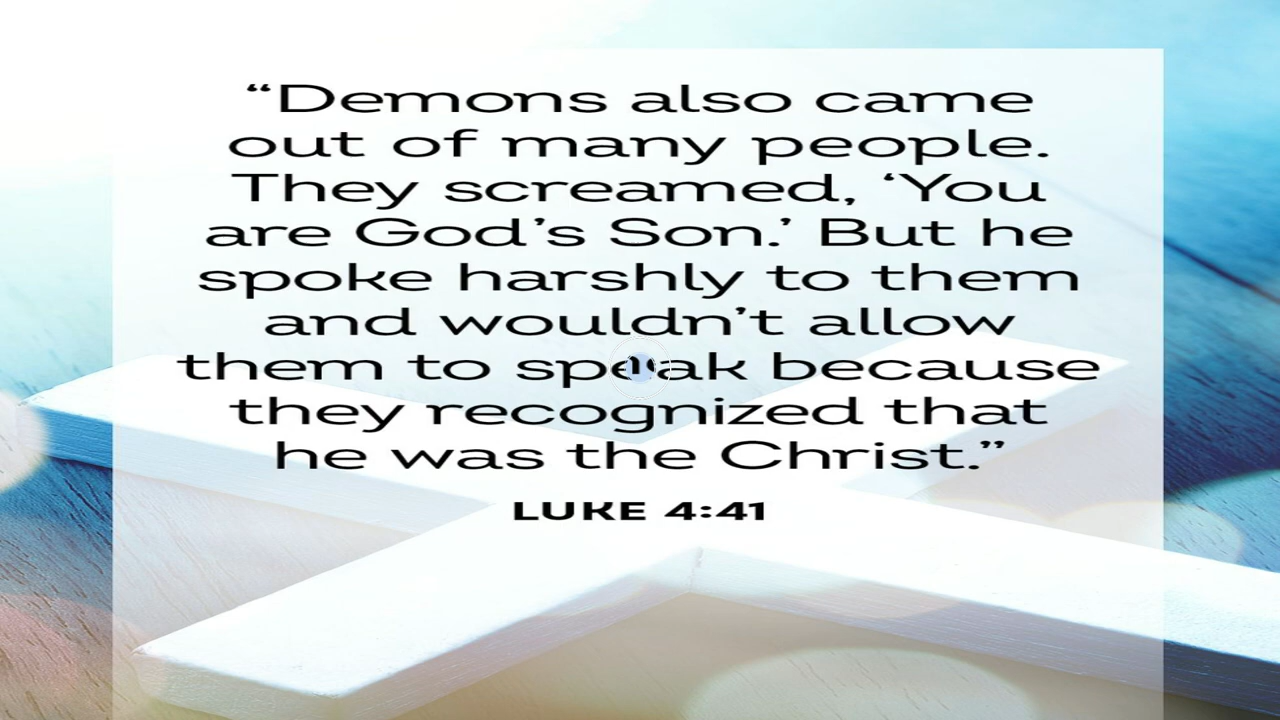 “Demons also came
out of many people.
They screamed, ‘You
are God’s Son.’ But he
spoke harshly to them
and wouldn’t allow
them to speak because
they recognized that
he was the Christ.”
LUKE 4:41